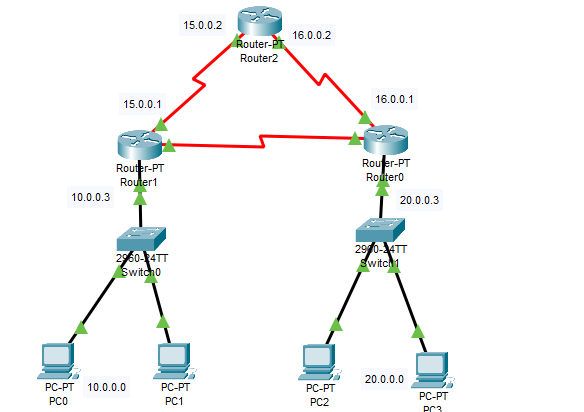 15.0.0.2
16.0.0.2
Router-PT
Router2
15.0.0.1
16.0.0.1
Router-PT
Router1
Router-PT
Router0
10.0.0.3
20.0.0.3
2960-24TT
Switch0
2960-24TT
Switch1
PC-PT
PC0
10.0.0.0
PC-PT
PC1
PC-PT
PC2
20.0.0.0
PC-PT
PC3